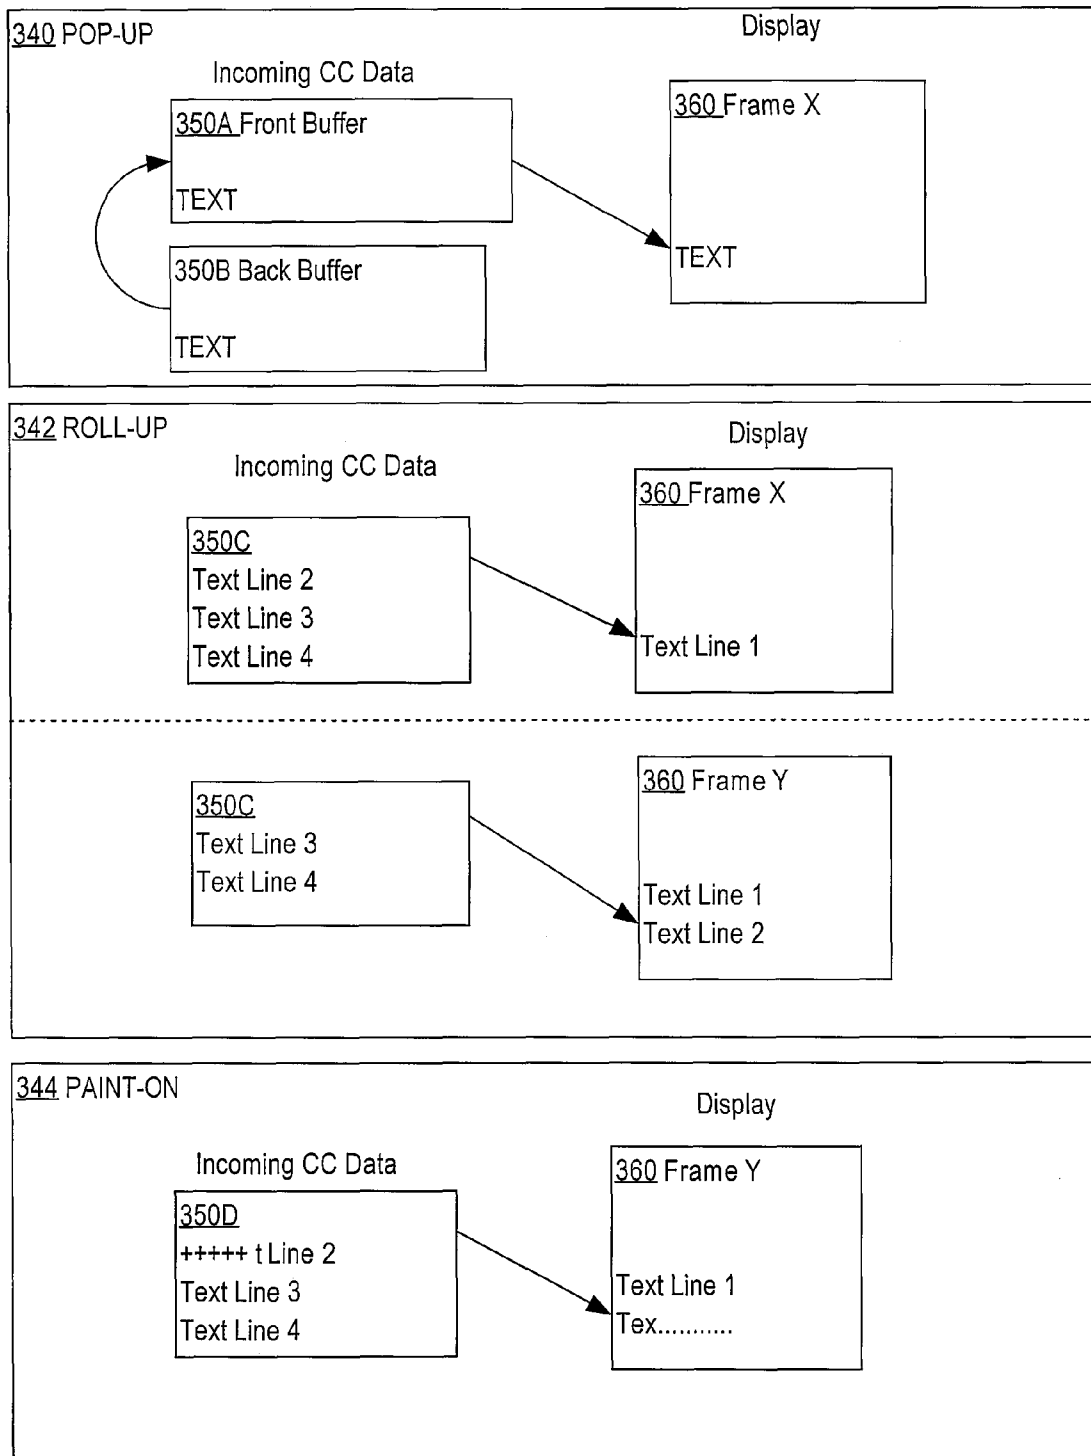 340 POP-UP
Display
Incoming CC Data
350A Front Buffer
TEXT
350B Back Buffer
TEXT
360 Frame X
TEXT
342 ROLL-UP
Display
Incoming CC Data
350C
Text Line 2
Text Line 3
Text Line 4
360 Frame X
Text Line 1
350C
Text Line 3
Text Line 4
360 Frame Y
Text Line 1
Text Line 2
344 PAINT-ON
Display
Incoming CC Data
350D
+++++ t Line 2
Text Line 3
Text Line 4
360 Frame Y
Text Line 1
Tex...........